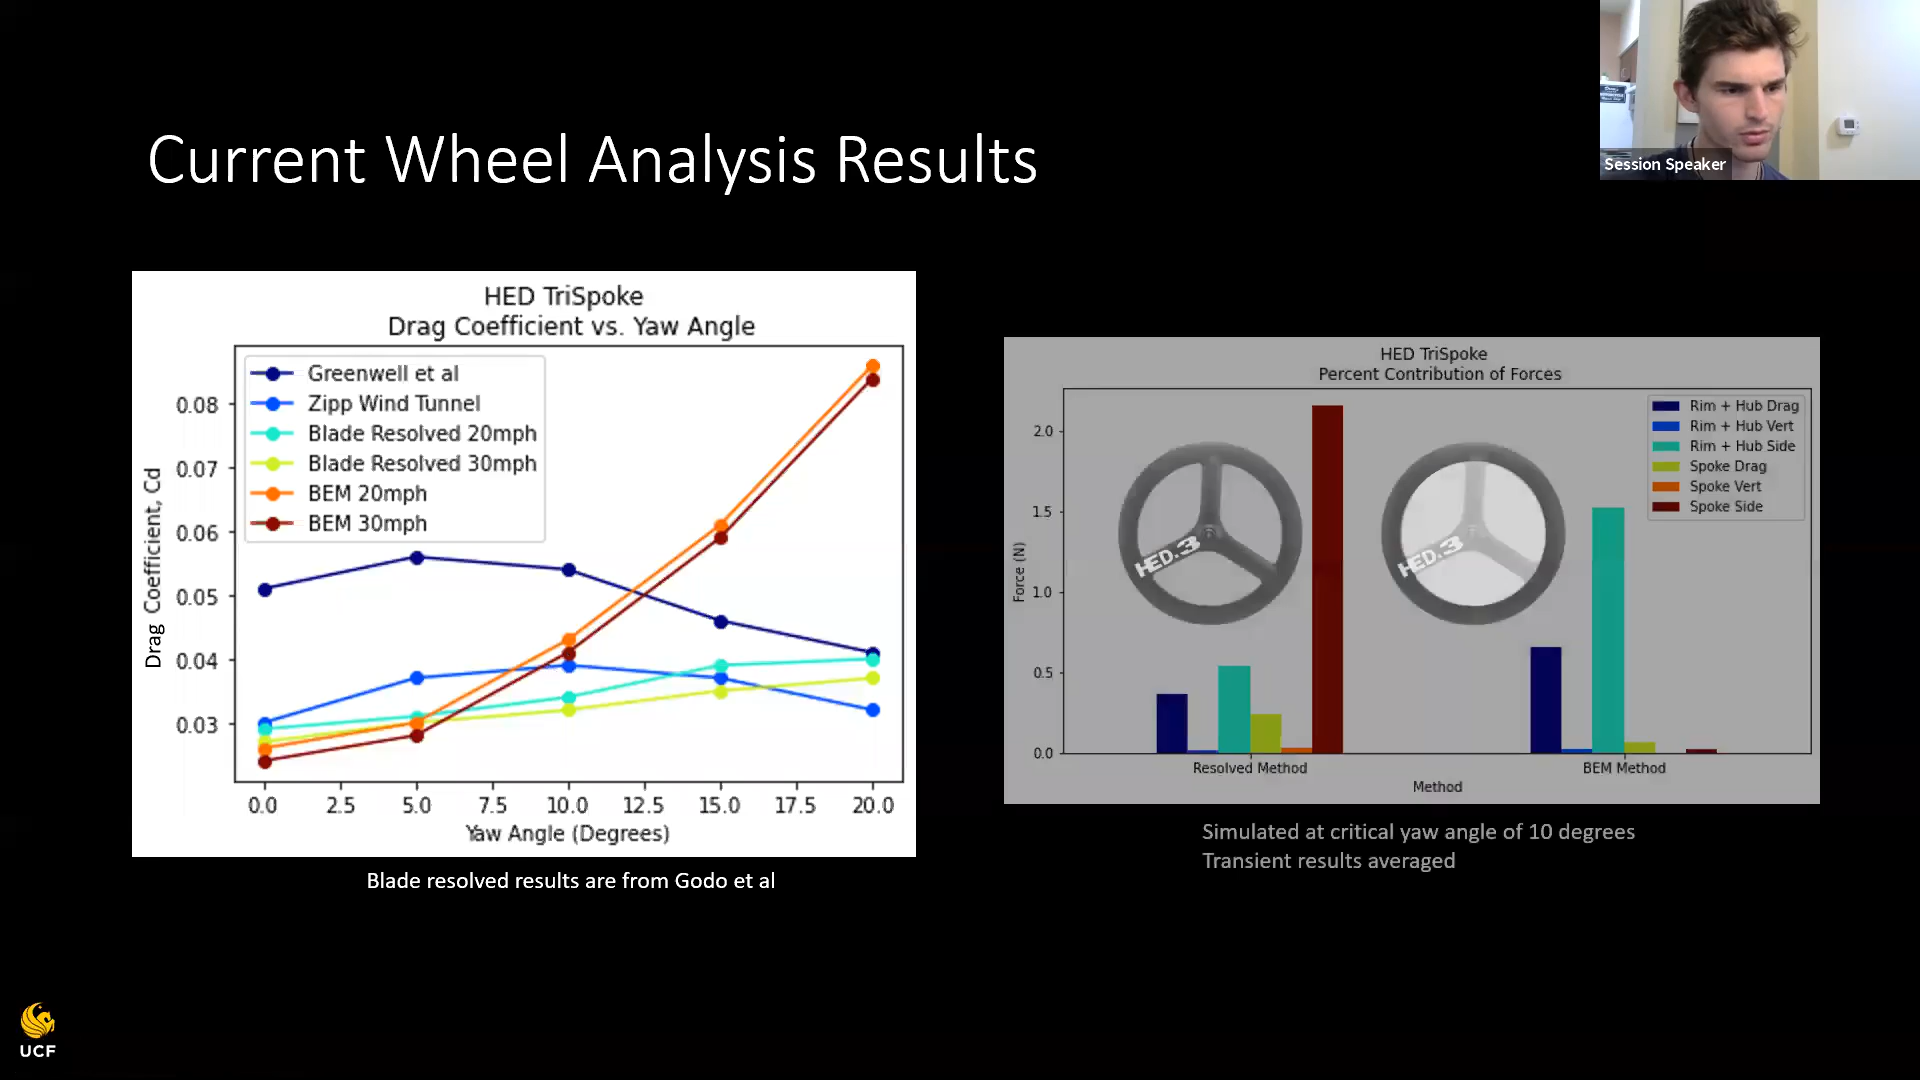 Current Wheel Analysis Results
Session Speaker
HED TriSpoke
Drag Coefficient vs. Yaw Angle
Greenwell et al
Zipp Wind Tunnel
Blade Resolved 20mph
Blade Resolved 30mph
BEM 20mph
BEM 30mph
Drag Coefficient, Cd
0.08
0.07
0.06
0.05
0.04
0.03
0.0 2.5 5.0 7.5 10.0 12.5 15.0 17.5 20.0
Yaw Angle (Degrees)
Blade resolved results are from Godo et al
HED TriSpoke
Percent Contribution of Forces
Rim + Hub Drag
Rim + Hub Vert
Rim + Hub Side
Spoke Drag
Spoke Vert
Spoke Side
Force (N)
2.0
1.5
1.0
0.5
0.0
HED.3
HED.3
Resolved Method BEM Method
Method
Simulated at critical yaw angle of 10 degrees
Transient results averaged
UCF